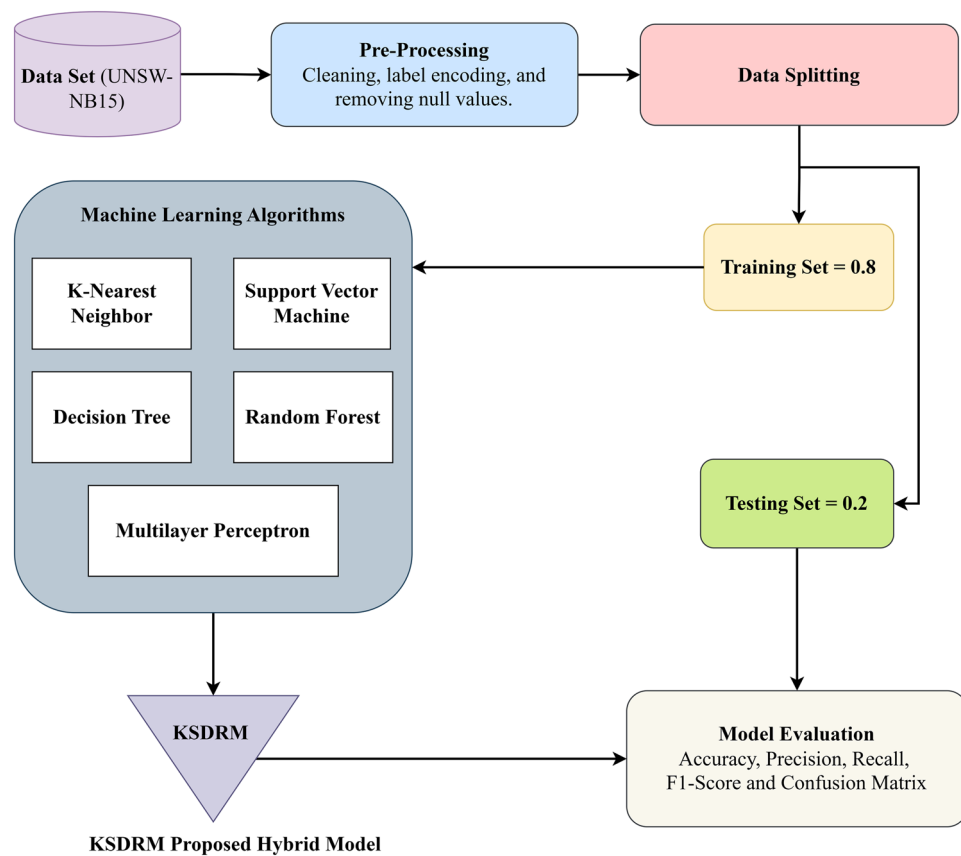 Data Set (UNSW-
NB15)
Pre-Processing
Cleaning, label encoding, and
removing null values.
Data Splitting
Machine Learning Algorithms
K-Nearest
Neighbor
Support Vector
Machine
Decision Tree
Random Forest
Multilayer Perceptron
Training Set = 0.8
Testing Set = 0.2
KSDRM
KSDRM Proposed Hybrid Model
Model Evaluation
Accuracy, Precision, Recall,
F1-Score and Confusion Matrix